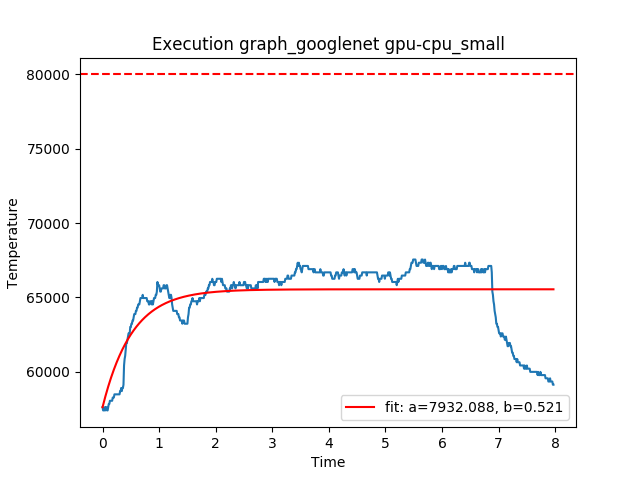 Execution graph_googlenet gpu-cpu_small
80000
75000
70000
65000
60000
Temperature
fit: a=7932.088, b=0.521
0 1 2 3 4 5 6 7 8
Time